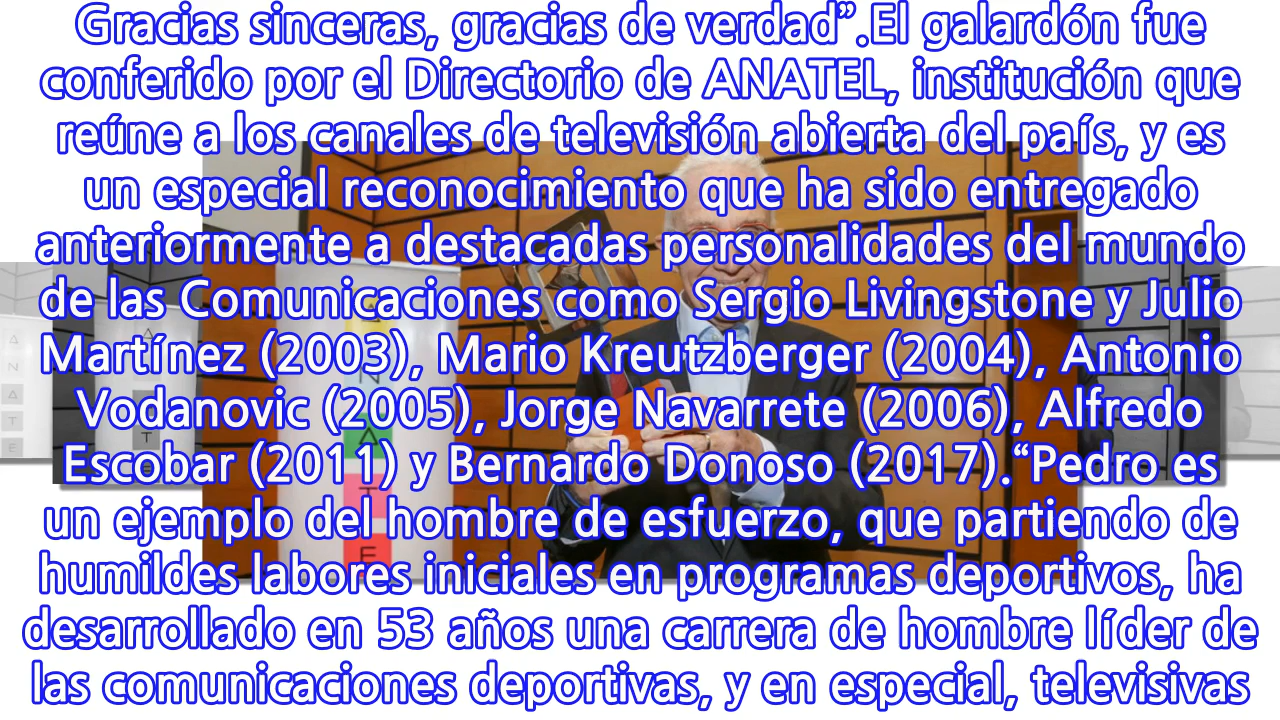 Gracias sinceras, gracias de verdad”.El galardón fue
conferido por el Directorio de ANATEL, institución que
reúne a los canales de televisión abierta del país, y es
un especial reconocimiento que ha sido entregado
anteriormente a destacadas personalidades del mundo
de las Comunicaciones como Sergio Livingstone y Julio
Martínez (2003), Mario Kreutzberger (2004), Antonio
Vodanovic (2005), Jorge Navarrete (2006), Alfredo
Escobar (2011) y Bernardo Donoso (2017).“Pedro es
un ejemplo del hombre de esfuerzo, que partiendo de
humildes labores iniciales en programas deportivos, ha
desarrollado en 53 años una carrera de hombre líder de
las comunicaciones deportivas, y en especial, televisivas